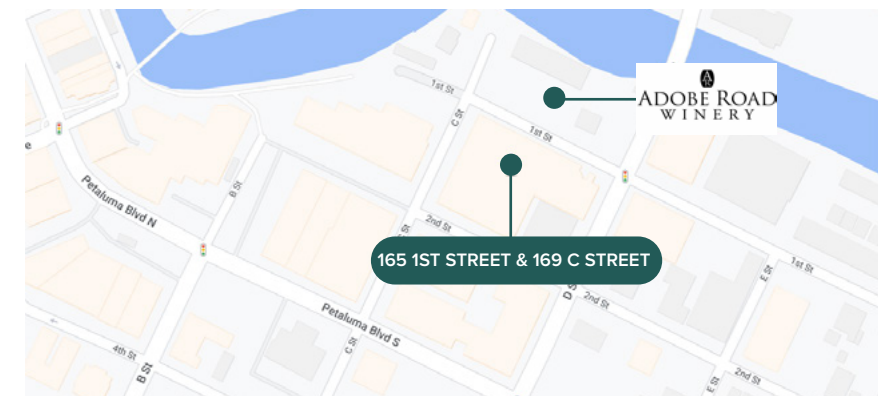 1st St
C St
ADOBE ROAD
WINERY
1st St
e
Petaluma Blvd N
B St
2nd St
165 1ST STREET & 169 C STREET
E St
1st St
D S
2nd St
Petaluma Blvd S
C St
4th St
B St
2nd St
E St